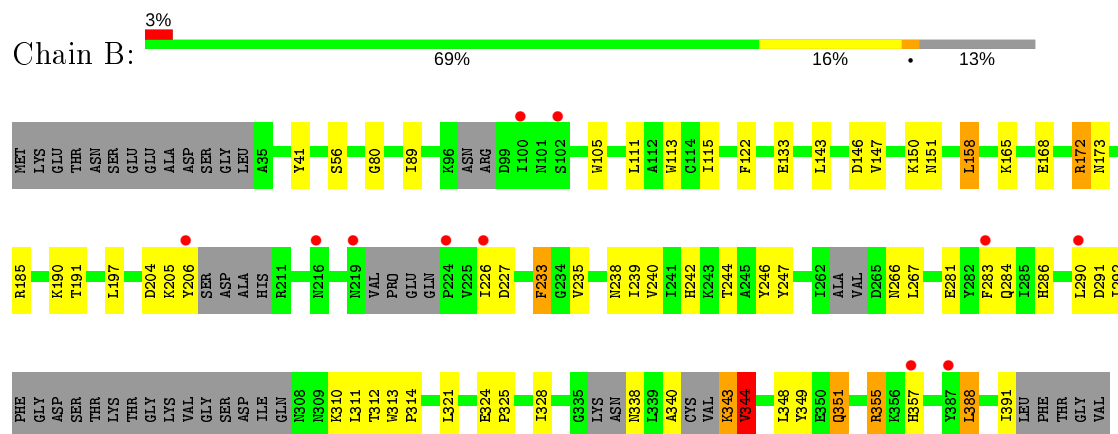 3%
Chain B:
69% 16% • 13%
MET LYS GLU THR ASN SER GLU GLU ALA ASP SER GLY LEU A35 Y41 S56 G80 I89 K96 ASN ARG D99 I100 N101 S102 W105 L111 A112 W113 C114 I115 F122 E133 L143 D146 V147 K150 N151 L158 K165 E168 R172 N173
R185 K190 T191 L197 D204 K205 Y206 SER ASP ALA HIS R211 N216 N219 VAL PRO GLU GLN P224 V225 I226 D227 F233 G234 V235 N238 I239 V240 I241 H242 K243 T244 A245 Y246 Y247 I262 ALA VAL D265 N266 L267 E281 Y282 F283 Q284 I285 H286 L290 D291
PHE GLY ASP SER THR LYS THR GLY LYS VAL GLY SER ASP ILE GLN N308 N309 K310 L311 T312 W313 P314 L321 E324 P325 I328 G335 LYS ASN N338 L339 A340 CYS VAL K343 V344 L348 Y349 E350 Q351 R355 K356 H357 Y387 L388 I391 LEU PHE THR GLY VAL